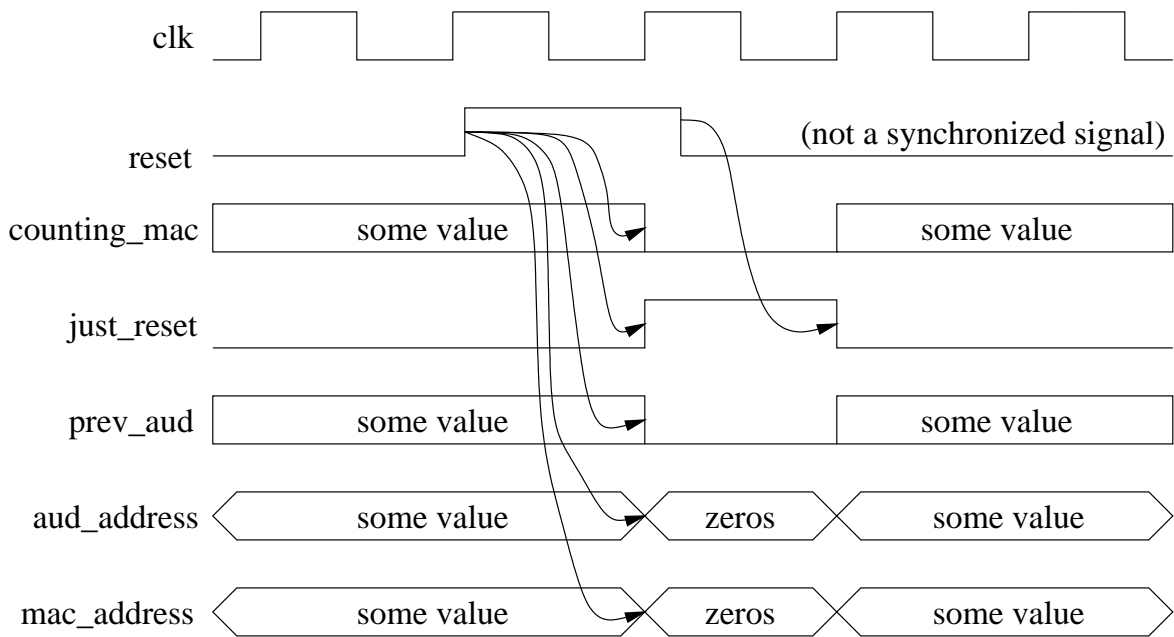 clk
(not a synchronized signal)
reset
counting_mac some value some value
just_reset
prev_aud some value some value
aud_address some value zeros some value
mac_address some value zeros some value